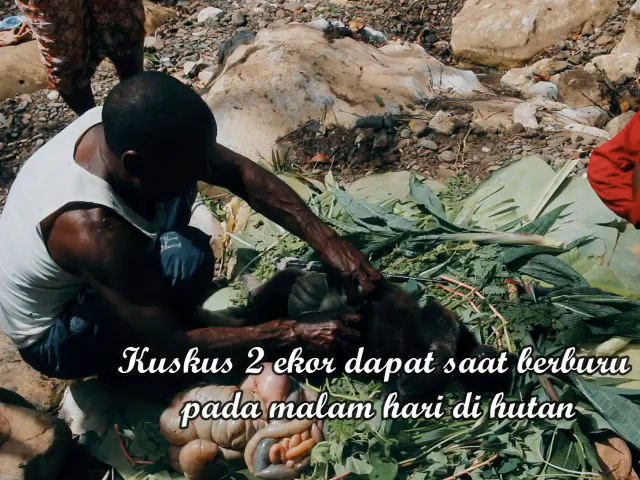 Kuskus 2 ekor dapat saat berburu
pada malam hari di hutan